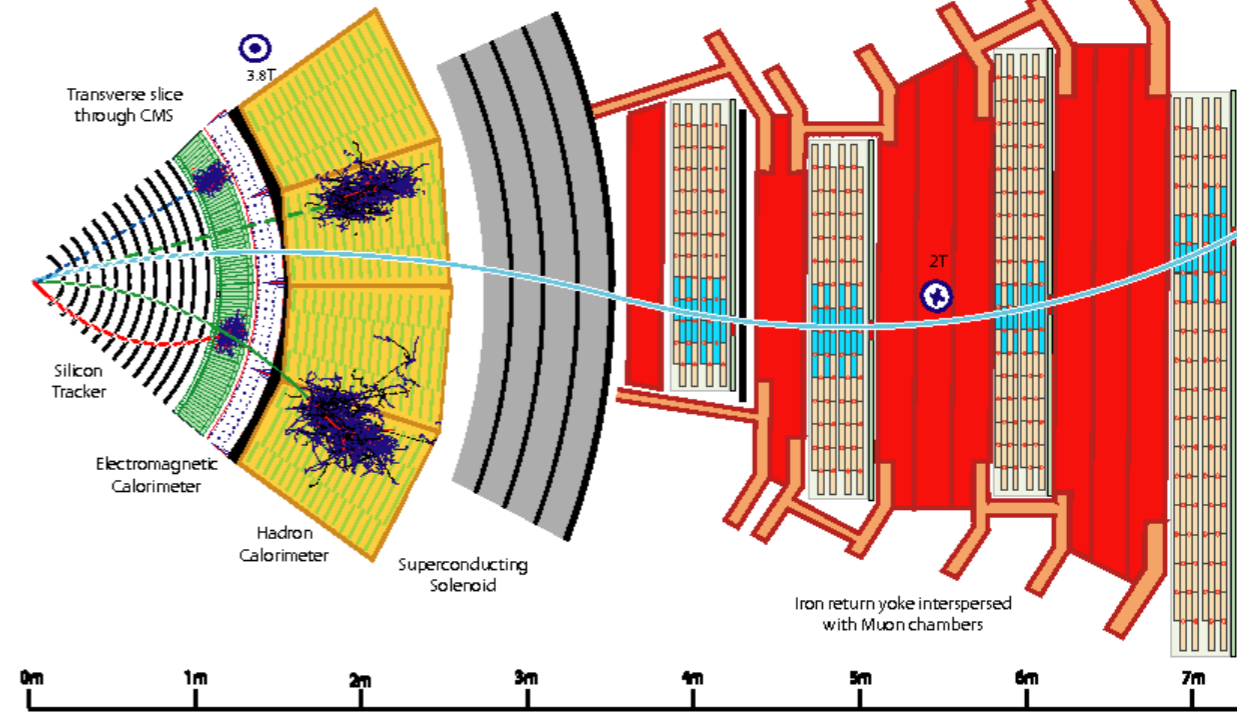 3.8T
Transverse slice
through CMS
2T
Silicon
Tracker
Electromagnetic
Calorimeter
Hadron
Calorimeter
Superconducting
Solenoid
Iron return yoke interspersed
with Muon chambers
0m 1m 2m 3m 4m 5m 6m 7m